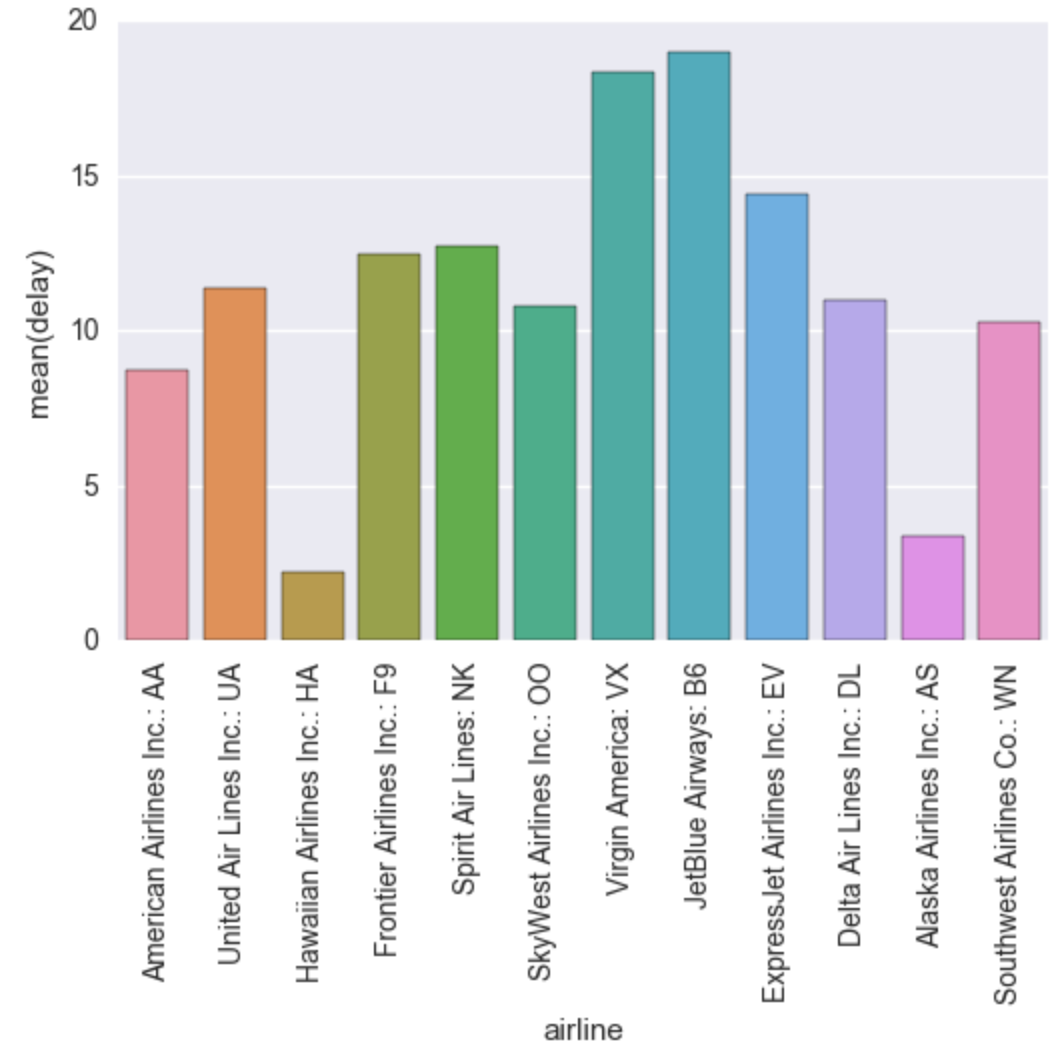 20
15
10
5
0
mean(delay)
American Airlines Inc.: AA
United Air Lines Inc.: UA
Hawaiian Airlines Inc.: HA
Frontier Airlines Inc.: F9
Spirit Air Lines: NK
SkyWest Airlines Inc.: OO
Virgin America: VX
JetBlue Airways: B6
ExpressJet Airlines Inc.: EV
Delta Air Lines Inc.: DL
Alaska Airlines Inc.: AS
Southwest Airlines Co.: WN
airline